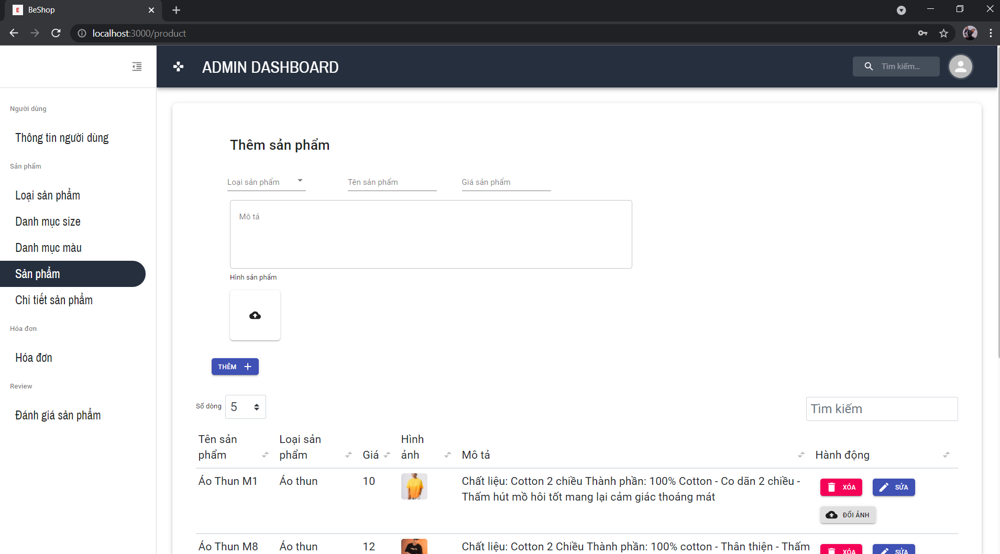 BeShop
localhost:3000/product
ADMIN DASHBOARD
Tìm kiếm...
Người dùng
Thông tin người dùng
Sản phẩm
Loại sản phẩm
Danh mục size
Danh mục màu
Sản phẩm
Chi tiết sản phẩm
Hóa đơn
Hóa đơn
Review
Đánh giá sản phẩm
Thêm sản phẩm
Loại sản phẩm
Tên sản phẩm
Giá sản phẩm
Mô tả
Hình sản phẩm
THÊM
Số dòng 5
Tìm kiếm
Tên sản phẩm
Loại sản phẩm
Giá
Hình ảnh
Mô tả
Hành động
Áo Thun M1
Áo thun
10
Chất liệu: Cotton 2 chiều Thành phần: 100% Cotton - Co dãn 2 chiều -
Thấm hút mồ hôi tốt mang lại cảm giác thoáng mát
XÓA
SỬA
ĐỔI ẢNH
Áo Thun M8
Áo thun
12
Chất liệu: Cotton 2 Chiều Thành phần: 100% cotton - Thân thiện - Thấm
XÓA
SỬA